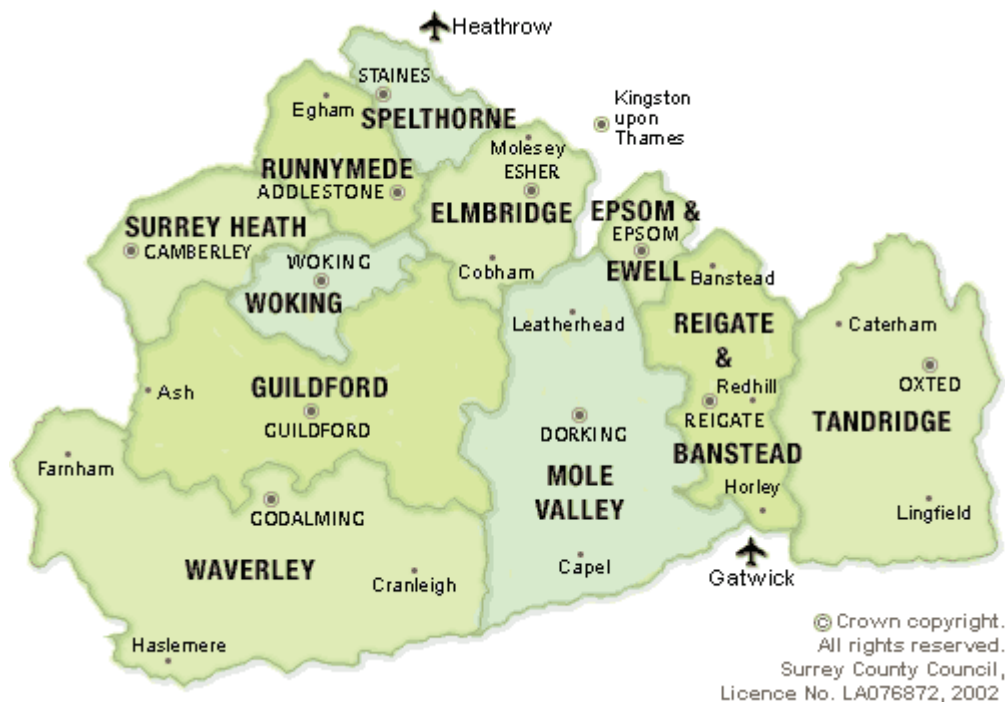 Heathrow
STAINES
Egham
SPELTHORNE
Kingston
upon
Thames
Molesey
RUNNYMEDE
ESHER
ADDLESTONE
ELMBRIDGE
EPSOM &
SURREY HEATH
EPSOM
CAMBERLEY
WOKING
Cobham
EWELL
Banstead
WOKING
Leatherhead
REIGATE
&
Caterham
Ash
GUILDFORD
Redhill
OXTED
GUILDFORD
DORKING
REIGATE
TANDRIDGE
Farnham
BANSTEAD
MOLE
VALLEY
Horley
GODALMING
Lingfield
WAVERLEY
Cranleigh
Capel
Gatwick
Haslemere
© Crown copyright.
All rights reserved.
Surrey County Council,
Licence No. LA076872, 2002